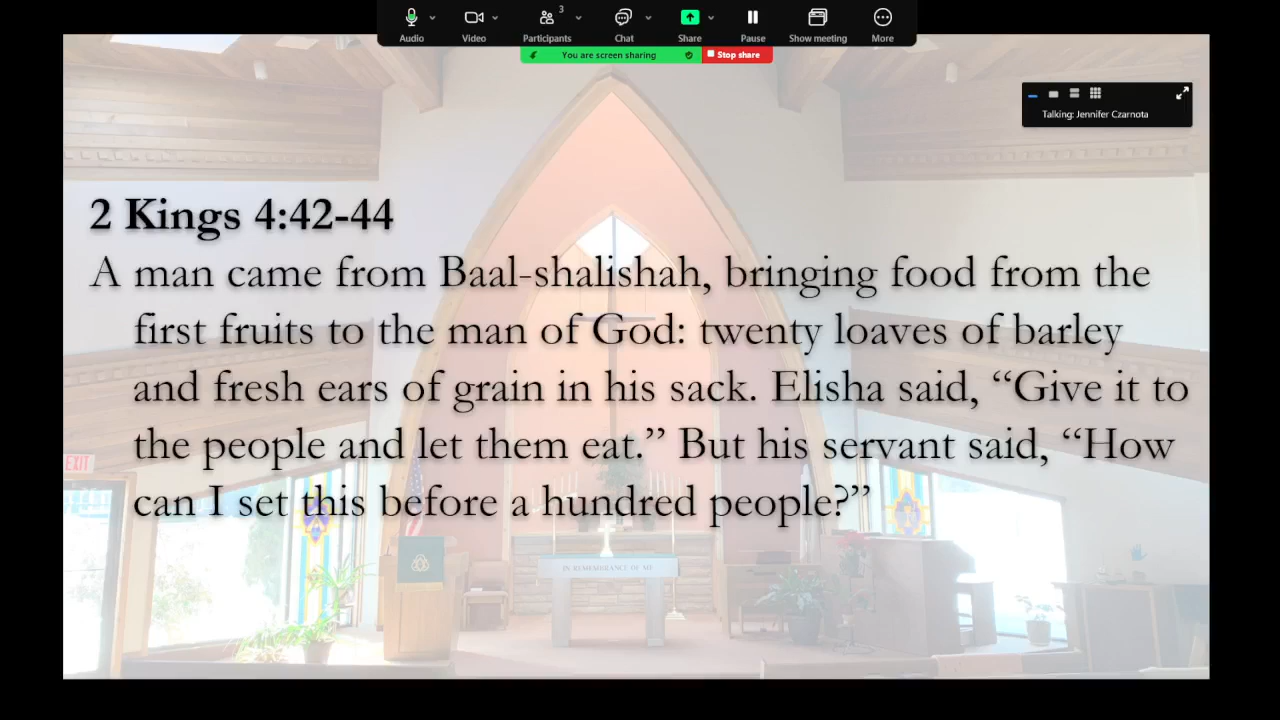 3
Audio
Video
Participants
Chat
Share
Pause
Show meeting
More
You are screen sharing
Stop share
Talking: Jennifer Czarnota
2 Kings 4:42-44
A man came from Baal-shalishah, bringing food from the
first fruits to the man of God: twenty loaves of barley
and fresh ears of grain in his sack. Elisha said, “Give it to
the people and let them eat.” But his servant said, “How
can I set this before a hundred people?”
EXIT
IN REMEMBRANCE OF ME